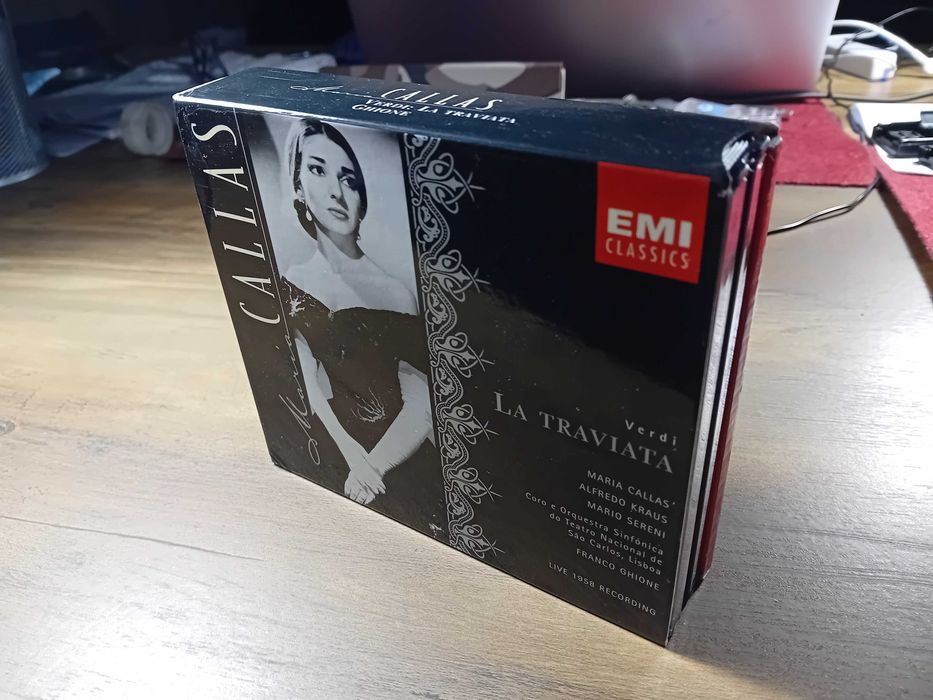 Maria CALLAS
VERDI: LA TRAVIATA
GHIONE
Maria CALLAS
EMI
CLASSICS
Verdi
LA TRAVIATA
MARIA CALLAS
ALFREDO KRAUS
MARIO SERENI
Coro e Orquestra Sinfónica
do Teatro Nacional de
São Carlos, Lisboa
FRANCO GHIONE
LIVE 1958 RECORDING